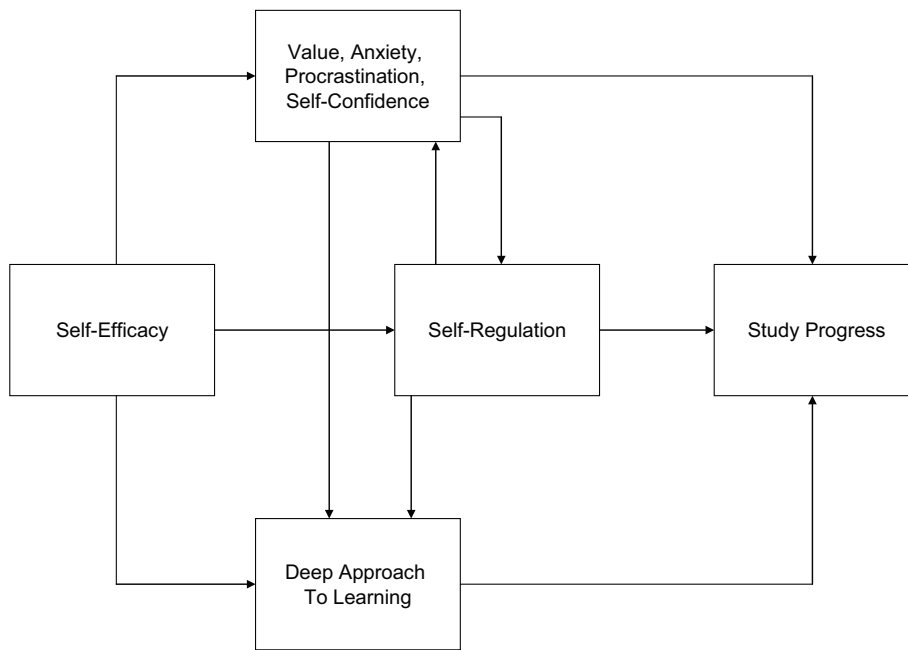 Value, Anxiety,
Procrastination,
Self-Confidence
Self-Efficacy
Self-Regulation
Study Progress
Deep Approach
To Learning